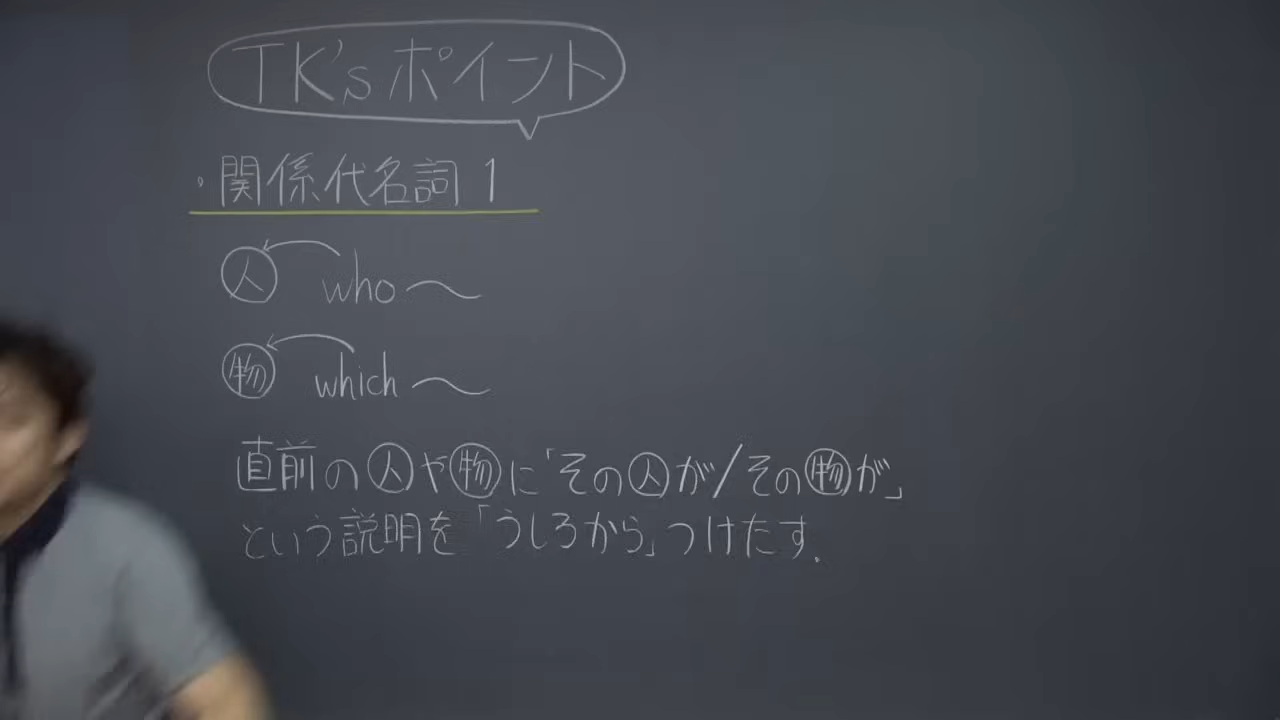 TK'sポイント
・関係代名詞 1
人 who〜
物 which〜
直前の人や物に「その人が/その物が」
という説明を「うしろから」つけたす.